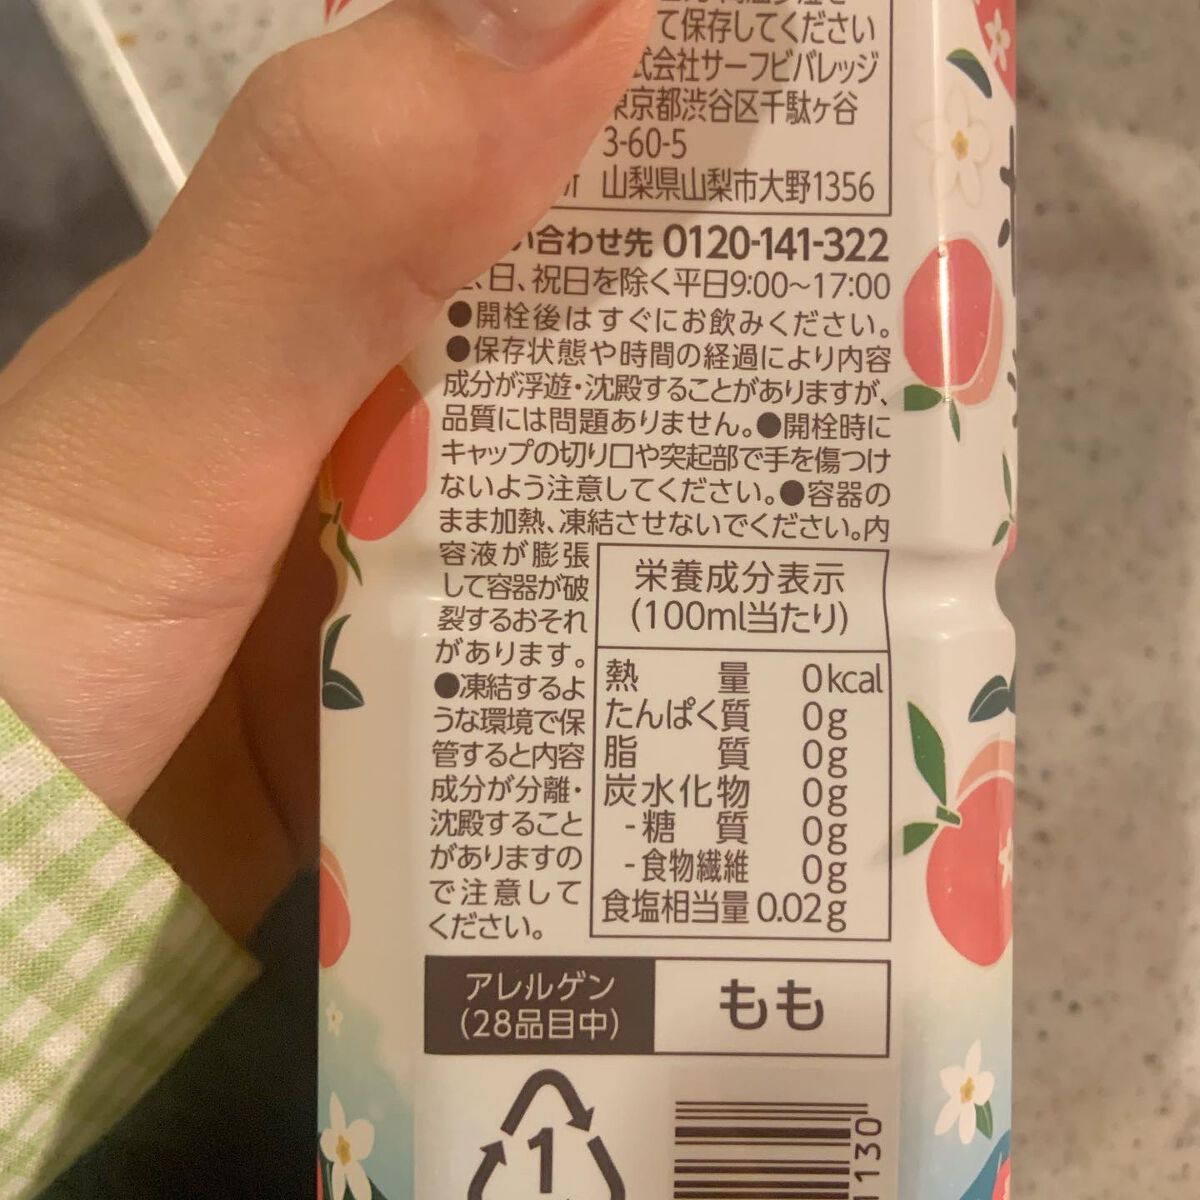 て保存してください
式会社サーフビバレッジ
東京都渋谷区千駄ヶ谷
3-60-5
山梨県山梨市大野1356
い合わせ先 0120-141-322
日、祝日を除く平日9:00〜17:00
●開栓後はすぐにお飲みください。
●保存状態や時間の経過により内容
成分が浮遊・沈殿することがありますが、
品質には問題ありません。●開栓時に
キャップの切り口や突起部で手を傷つけ
ないよう注意してください。●容器の
まま加熱、凍結させないでください。内
容液が膨張
して容器が破
裂するおそれ
があります。
●凍結するよ
うな環境で保
管すると内容
成分が分離・
沈殿すること
がありますの
で注意して
ください。
栄養成分表示
(100ml当たり)
熱量 0kcal
たんぱく質 0g
脂質 0g
炭水化物 0g
-糖質 0g
-食物繊維 0g
食塩相当量 0.02g
アレルゲン
(28品目中)
もも
1
1130